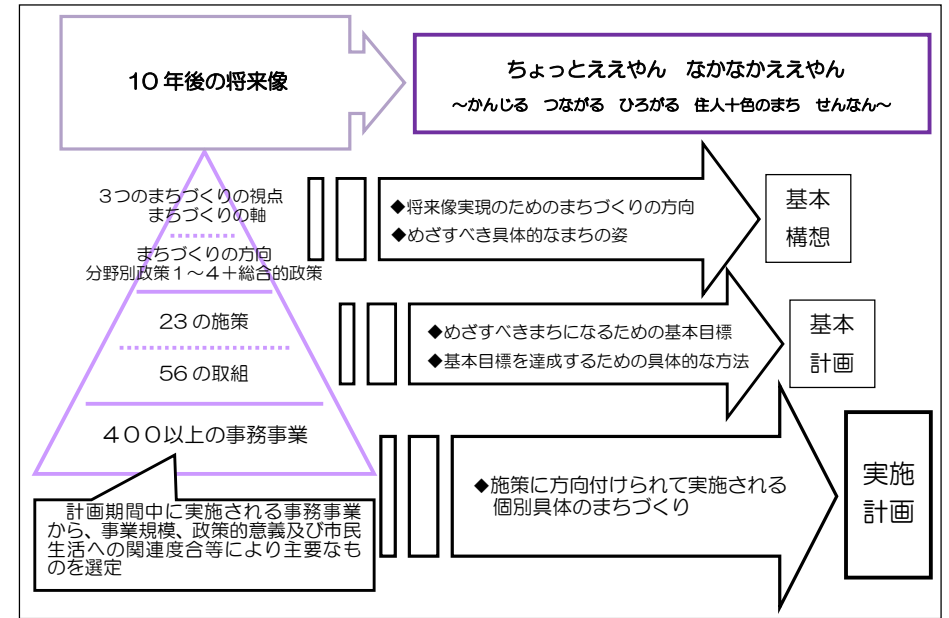 10年後の将来像
ちょっとええやん なかなかええやん
～かんじる つながる ひろがる 住人十色のまち せんなん～
３つのまちづくりの視点
まちづくりの軸
まちづくりの方向
分野別政策１～４＋総合的政策
◆将来像実現のためのまちづくりの方向
◆めざすべき具体的なまちの姿
基本
構想
23の施策
56の取組
◆めざすべきまちになるための基本目標
◆基本目標を達成するための具体的な方法
基本
計画
４００以上の事務事業
◆施策に方向付けられて実施される
個別具体のまちづくり
実施
計画
計画期間中に実施される事務事業
から、事業規模、政策的意義及び市民
生活への関連度合等により主要なも
のを選定